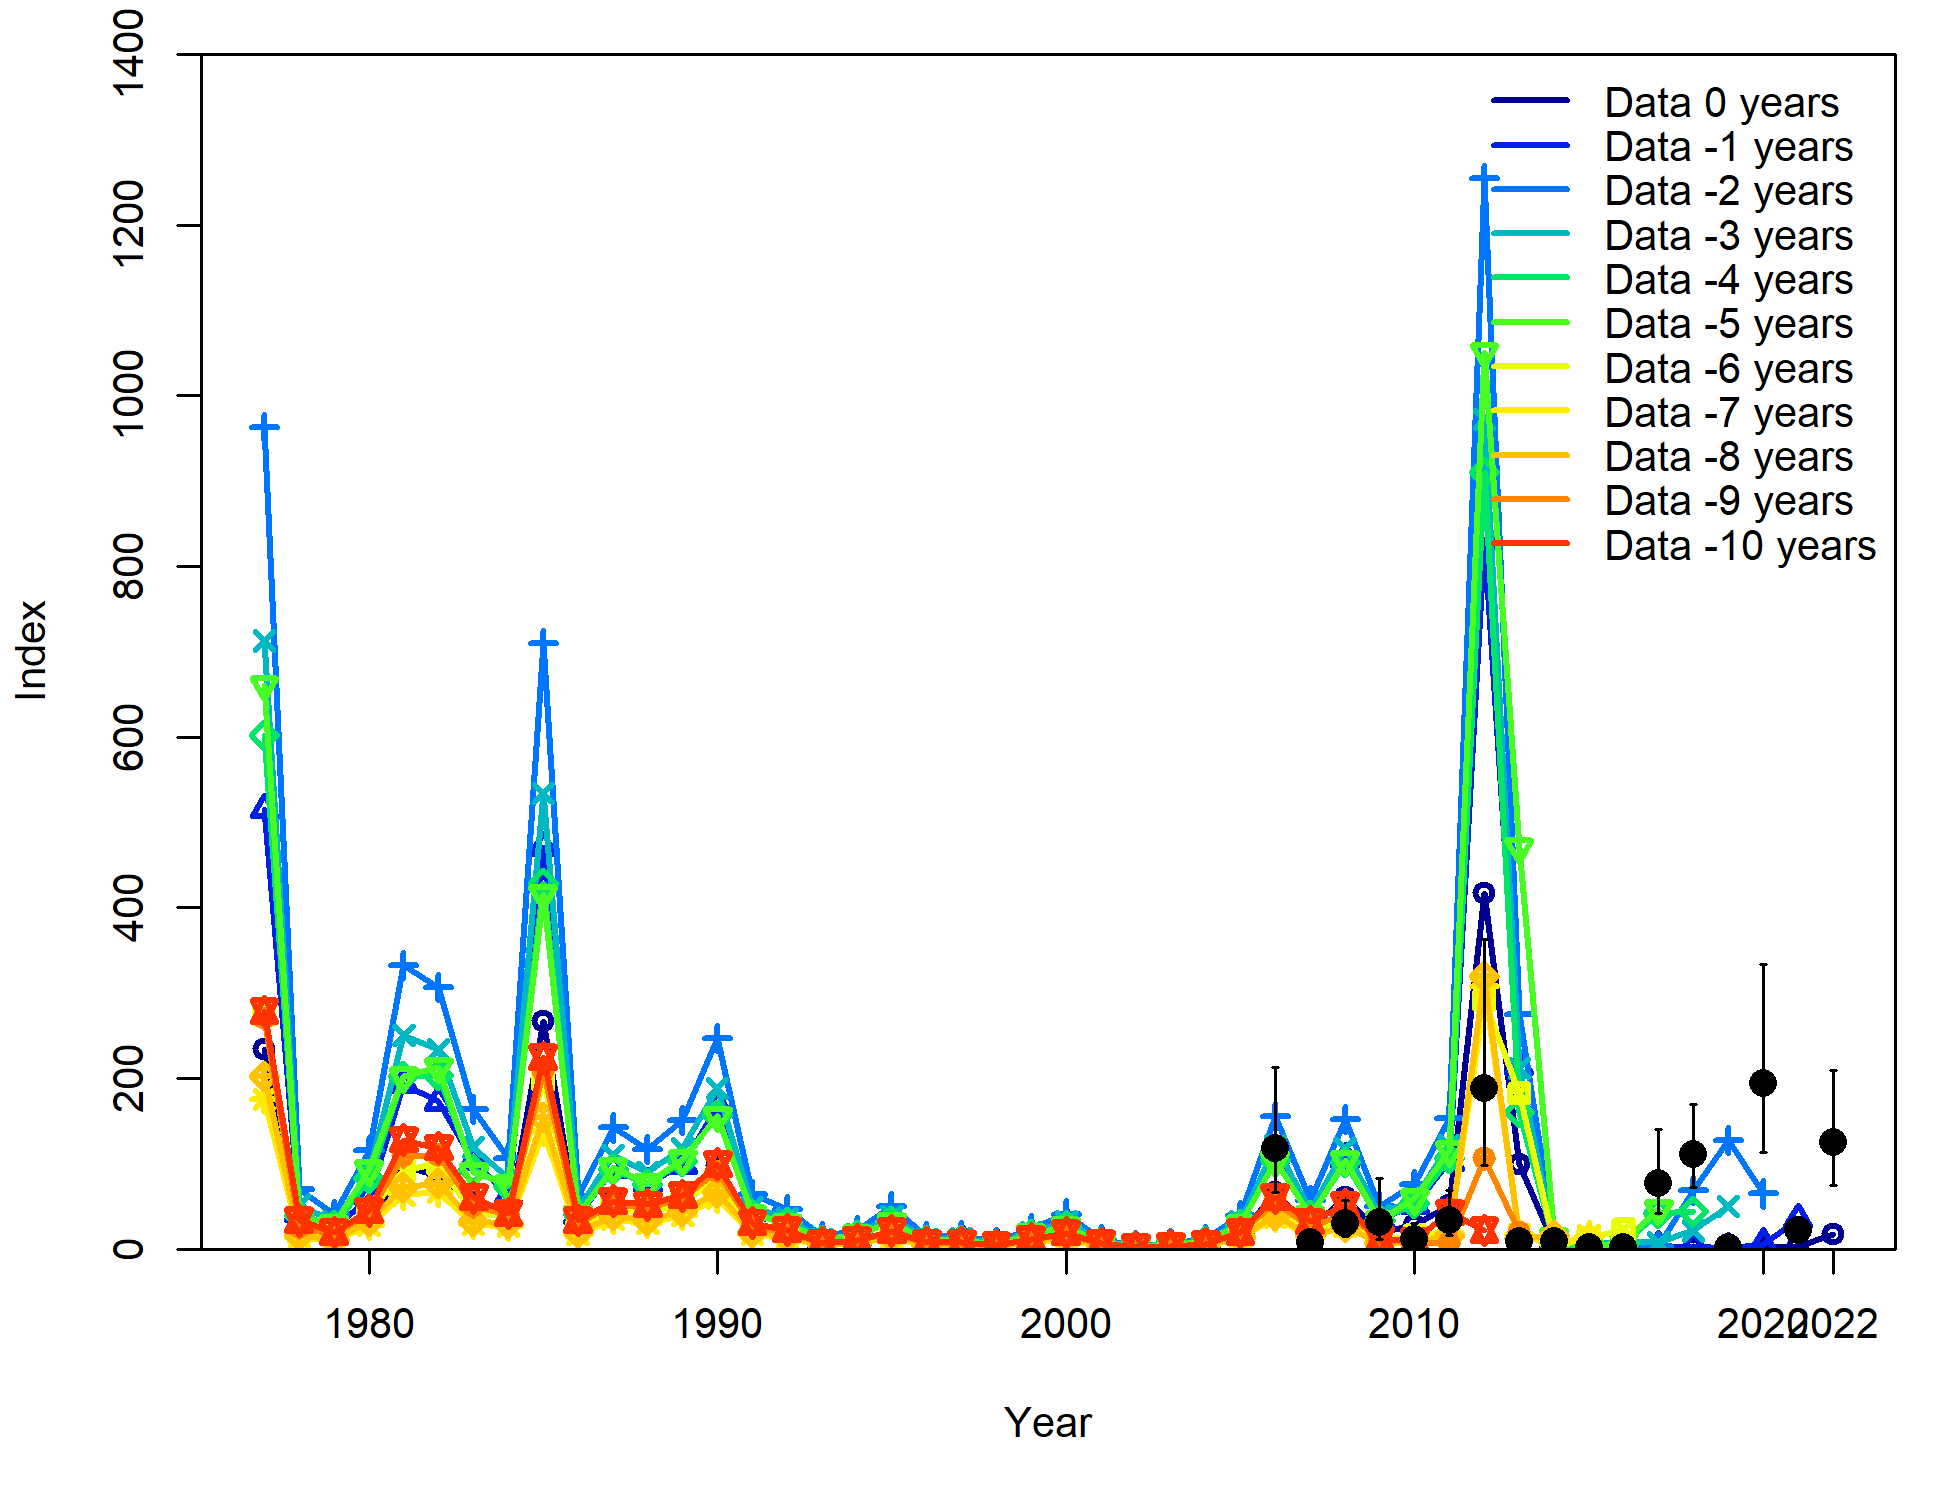 1400
1200
1000
800
600
400
200
0
Index
Data 0 years
Data -1 years
Data -2 years
Data -3 years
Data -4 years
Data -5 years
Data -6 years
Data -7 years
Data -8 years
Data -9 years
Data -10 years
1980 1990 2000 2010 2020 2022
Year